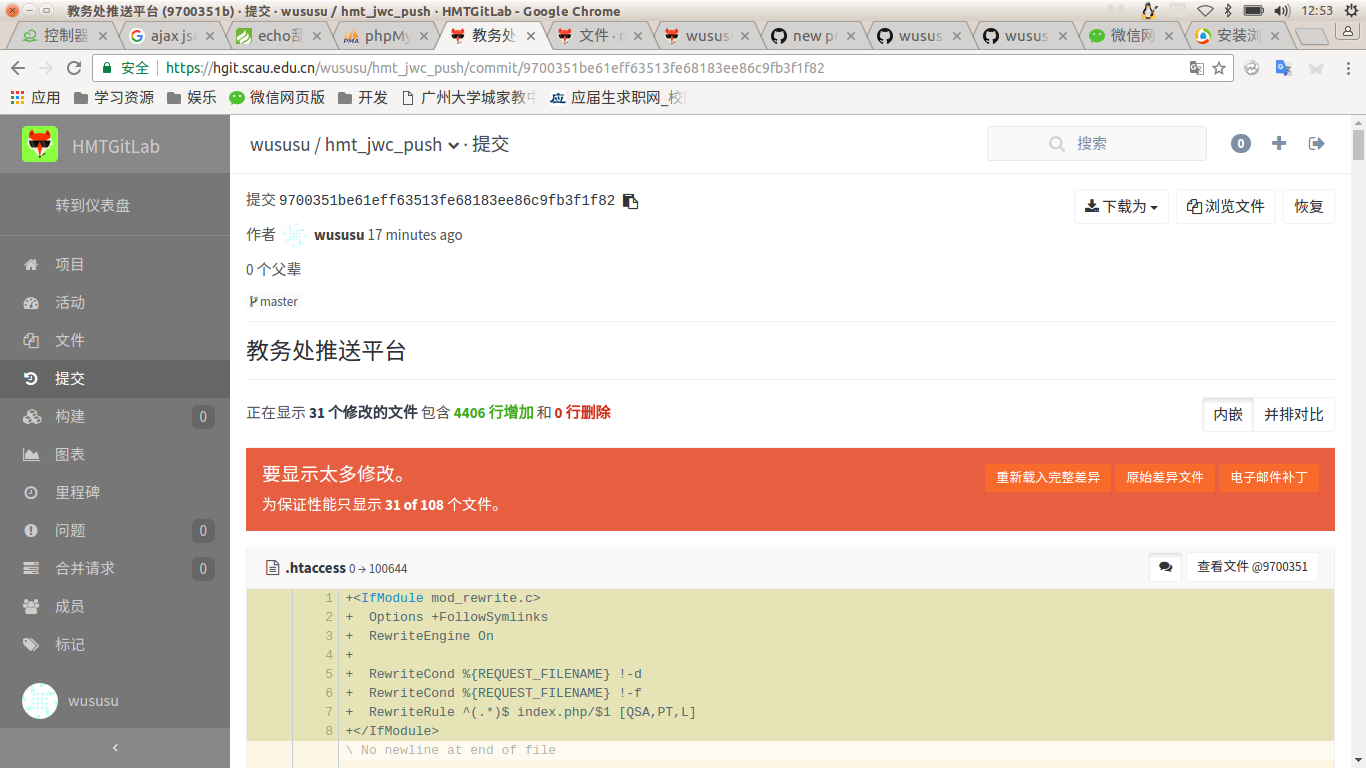 教务处推送平台 (9700351b) · 提交 · wususu / hmt_jwc_push · HMTGitLab - Google Chrome
12:53
控制器
ajax js
echo乱
phpMy
教务处
文件 · m
wususu
new pr
wusus
wusus
微信网
安装浏
安全 https://hgit.scau.edu.cn/wususu/hmt_jwc_push/commit/9700351be61eff63513fe68183ee86c9fb3f1f82
应用 学习资源 娱乐 微信网页版 开发 广州大学城家教中 应届生求职网_校
HMTGitLab
wususu / hmt_jwc_push · 提交
搜索
0
转到仪表盘
项目
活动
文件
提交
构建 0
图表
里程碑
问题 0
合并请求 0
成员
标记
wususu
提交 9700351be61eff63513fe68183ee86c9fb3f1f82
下载为 浏览文件 恢复
作者 wususu 17 minutes ago
0 个父辈
master
教务处推送平台
正在显示 31 个修改的文件 包含 4406 行增加 和 0 行删除
内嵌 并排对比
要显示太多修改。
重新载入完整差异 原始差异文件 电子邮件补丁
为保证性能只显示 31 of 108 个文件。
.htaccess 0 → 100644
查看文件 @9700351
1 +<IfModule mod_rewrite.c>
2 +  Options +FollowSymlinks
3 +  RewriteEngine On
4 +
5 +  RewriteCond %{REQUEST_FILENAME} !-d
6 +  RewriteCond %{REQUEST_FILENAME} !-f
7 +  RewriteRule ^(.*)$ index.php/$1 [QSA,PT,L]
8 +</IfModule>
\ No newline at end of file